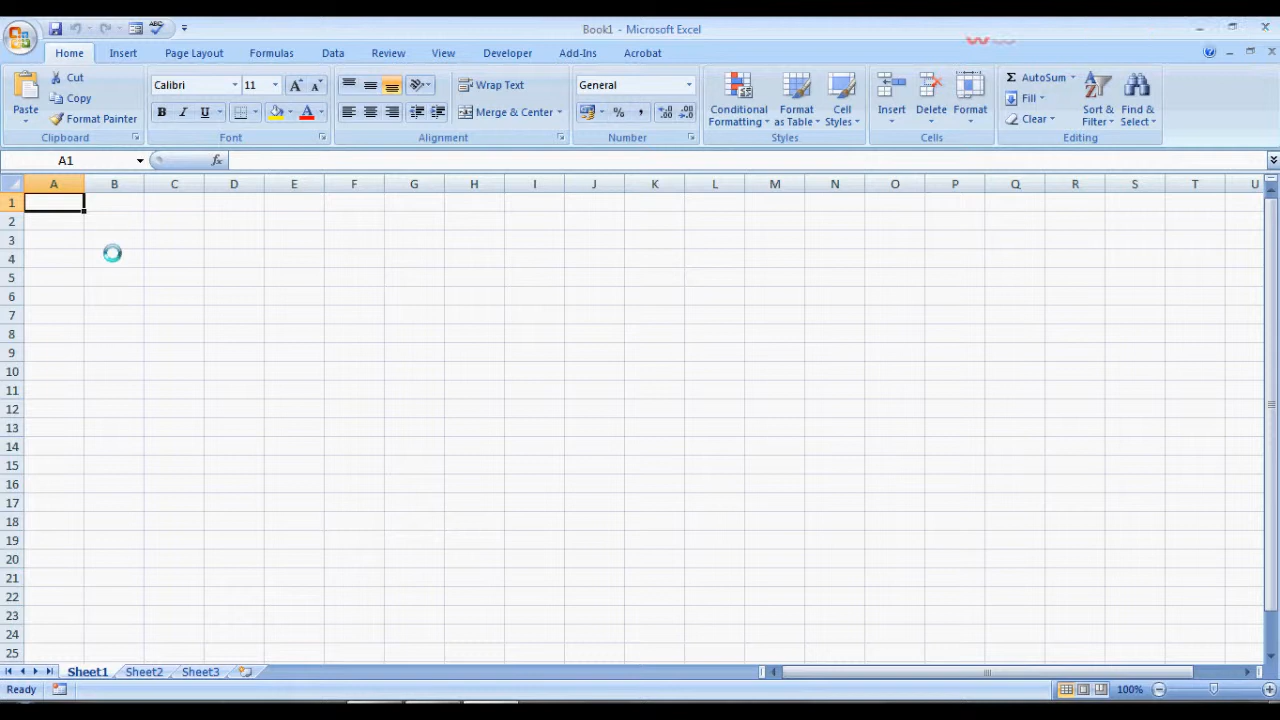 Book1 - Microsoft Excel
Home Insert Page Layout Formulas Data Review View Developer Add-Ins Acrobat
Paste Cut Copy Format Painter Clipboard
Calibri 11 A A B I U A Font
Wrap Text Merge & Center Alignment
General % , .0 .00 .00 .0 Number
Conditional Formatting Format as Table Cell Styles Styles
Insert Delete Format Cells
Σ AutoSum Fill Clear Sort & Filter Find & Select Editing
A1 fx
A B C D E F G H I J K L M N O P Q R S T U
1
2
3
4
5
6
7
8
9
10
11
12
13
14
15
16
17
18
19
20
21
22
23
24
25
Sheet1 Sheet2 Sheet3
Ready 100%